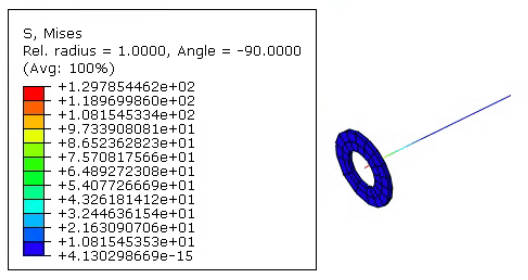 S, Mises
Rel. radius = 1.0000, Angle = -90.0000
(Avg: 100%)
+1.297854462e+02
+1.189699860e+02
+1.081545334e+02
+9.733908081e+01
+8.652362823e+01
+7.570817566e+01
+6.489272308e+01
+5.407726669e+01
+4.326181412e+01
+3.244636154e+01
+2.163090706e+01
+1.081545353e+01
+4.130298669e-15